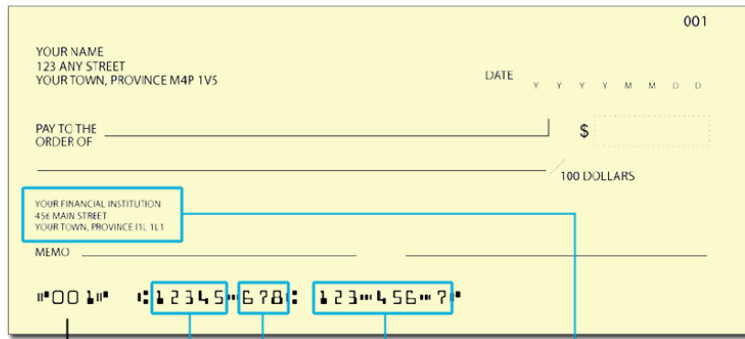 001
YOUR NAME
123 ANY STREET
YOUR TOWN, PROVINCE M4P 1V5
DATE
Y Y Y Y M M D D
PAY TO THE
ORDER OF
$
100 DOLLARS
YOUR FINANCIAL INSTITUTION
456 MAIN STREET
YOUR TOWN, PROVINCE I1L 1L1
MEMO
⑈001⑈ ⑆12345⑉678⑆ 123⑉456⑉7⑈